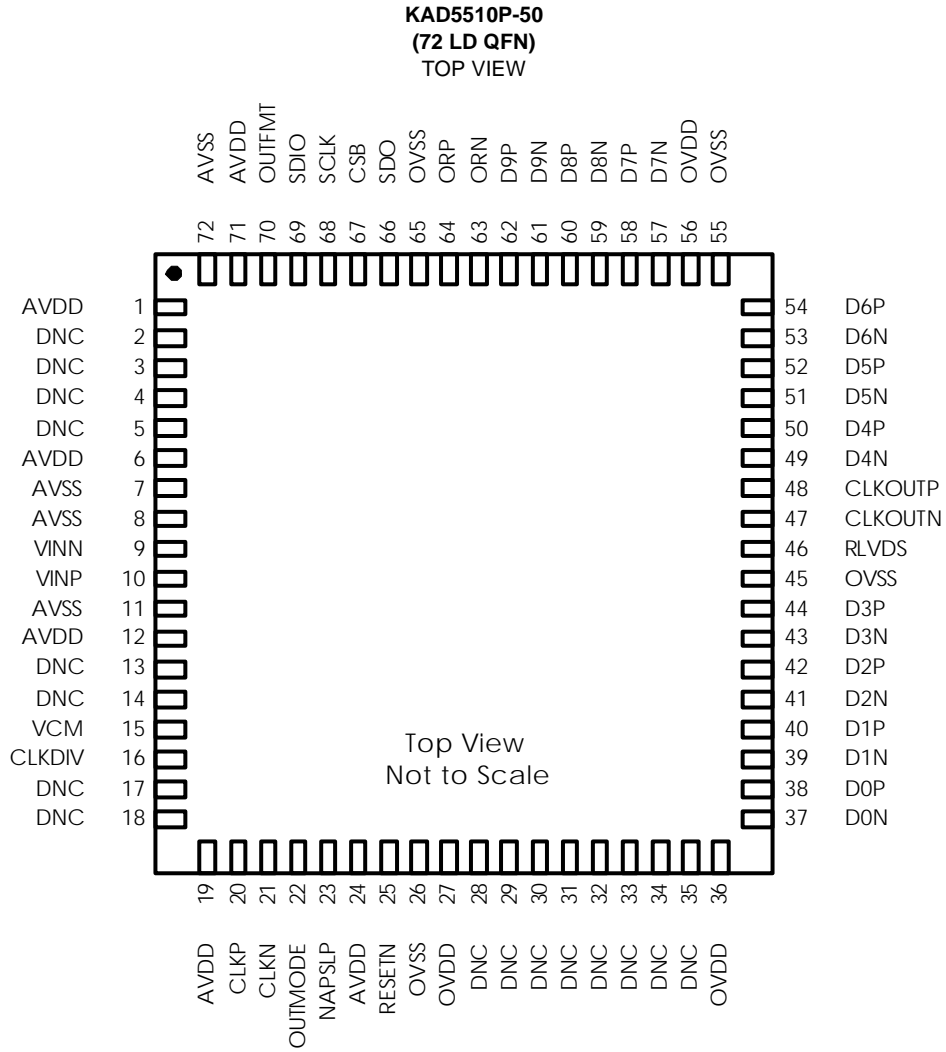 KAD5510P-50
(72 LD QFN)
TOP VIEW
AVSS
AVDD
OUTFMT
SDIO
SCLK
CSB
SDO
OVSS
ORP
ORN
D9P
D9N
D8P
D8N
D7P
D7N
OVDD
OVSS
72
71
70
69
68
67
66
65
64
63
62
61
60
59
58
57
56
55
AVDD 1
DNC 2
DNC 3
DNC 4
DNC 5
AVDD 6
AVSS 7
AVSS 8
VINN 9
VINP 10
AVSS 11
AVDD 12
DNC 13
DNC 14
VCM 15
CLKDIV 16
DNC 17
DNC 18
54 D6P
53 D6N
52 D5P
51 D5N
50 D4P
49 D4N
48 CLKOUTP
47 CLKOUTN
46 RLVDS
45 OVSS
44 D3P
43 D3N
42 D2P
41 D2N
40 D1P
39 D1N
38 D0P
37 D0N
Top View
Not to Scale
19
20
21
22
23
24
25
26
27
28
29
30
31
32
33
34
35
36
AVDD
CLKP
CLKN
OUTMODE
NAPSLP
AVDD
RESETN
OVSS
OVDD
DNC
DNC
DNC
DNC
DNC
DNC
DNC
DNC
OVDD